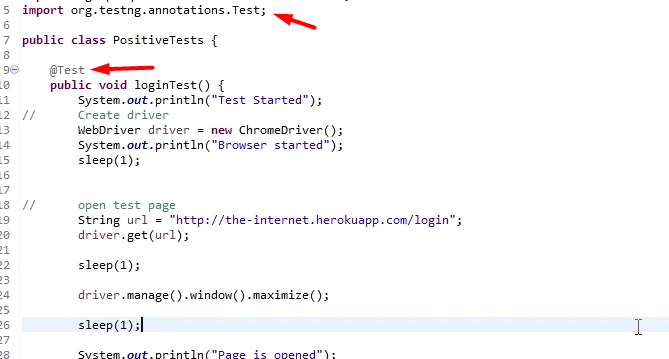 5 import org.testng.annotations.Test;
6
7 public class PositiveTests {
8
9 @Test
10 public void loginTest() {
11 System.out.println("Test Started");
12 // Create driver
13 WebDriver driver = new ChromeDriver();
14 System.out.println("Browser started");
15 sleep(1);
16
17
18 // open test page
19 String url = "http://the-internet.herokuapp.com/login";
20 driver.get(url);
21
22 sleep(1);
23
24 driver.manage().window().maximize();
25
26 sleep(1);
27
28 System.out.println("Page is opened");